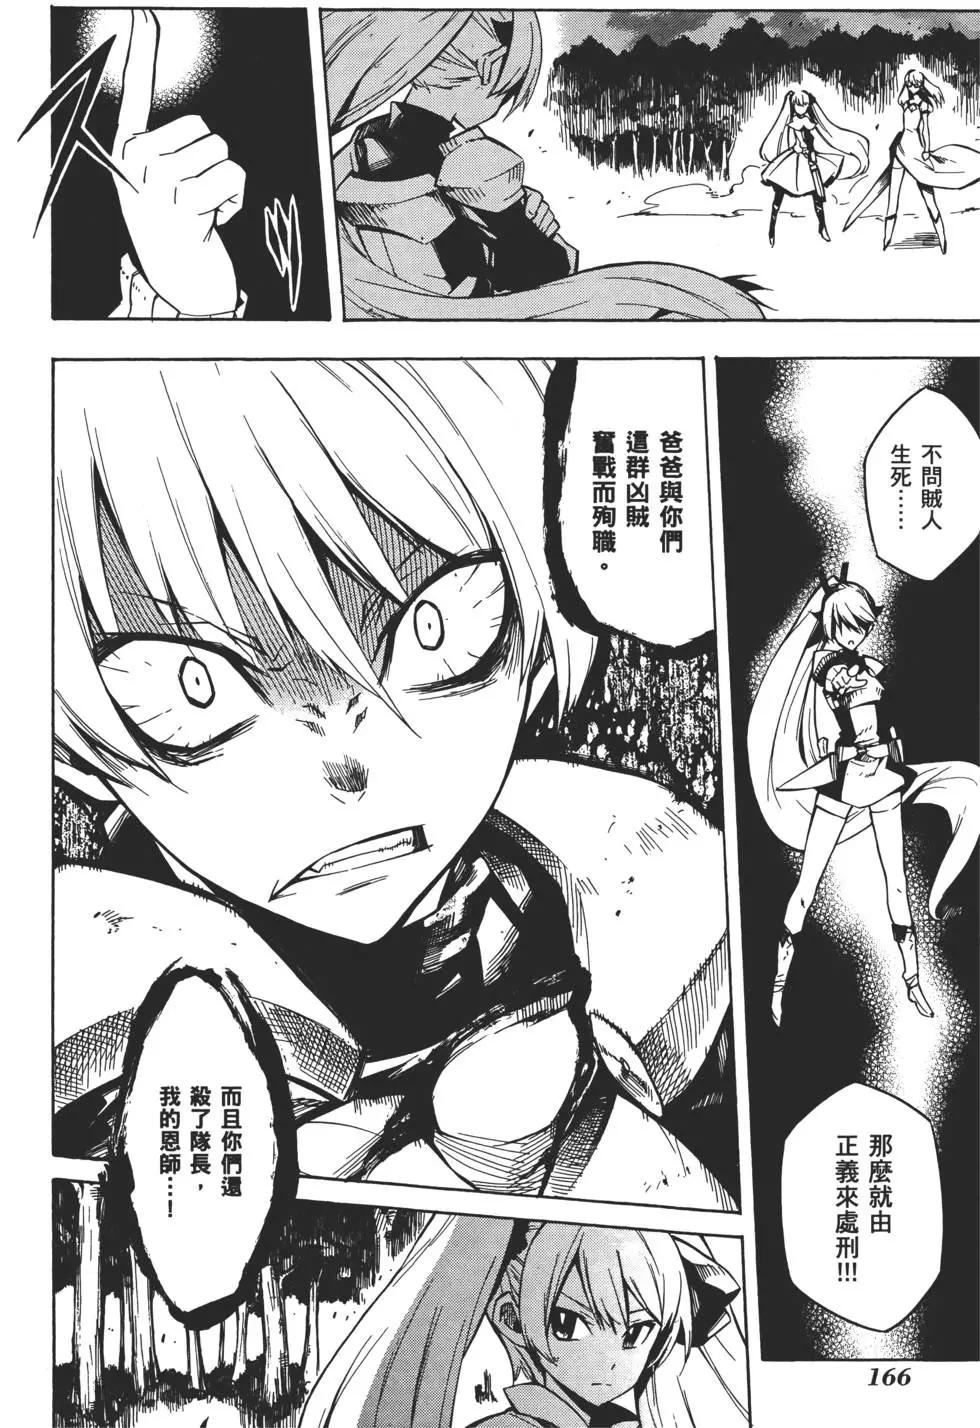 不問賊人
生死……
那麼就由
正義來處刑!!!
爸爸與你們
這群凶賊
奮戰而殉職。
而且你們還
殺了隊長，
我的恩師…!
166